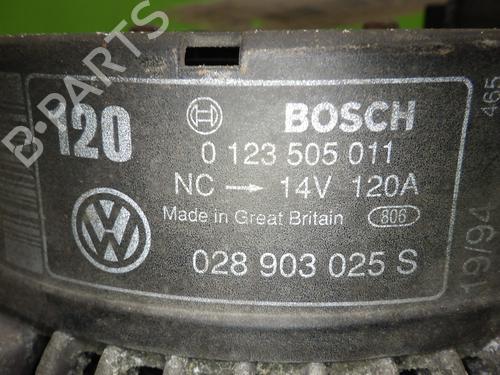 120
BOSCH
0 123 505 011
NC → 14V 120A
Made in Great Britain 806
028 903 025 S
465
19/94
B-PARTS